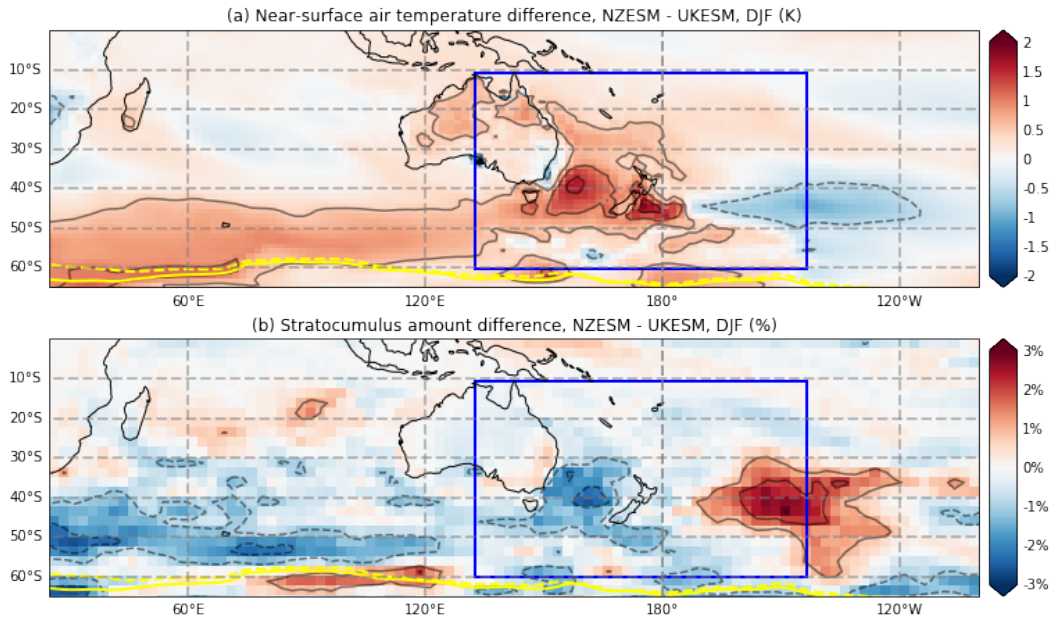 (a) Near-surface air temperature difference, NZESM - UKESM, DJF (K)
10°S
20°S
30°S
40°S
50°S
60°S
60°E
120°E
180°
120°W
2
1.5
1
0.5
0
-0.5
-1
-1.5
-2
(b) Stratocumulus amount difference, NZESM - UKESM, DJF (%)
10°S
20°S
30°S
40°S
50°S
60°S
60°E
120°E
180°
120°W
3%
2%
1%
0%
-1%
-2%
-3%